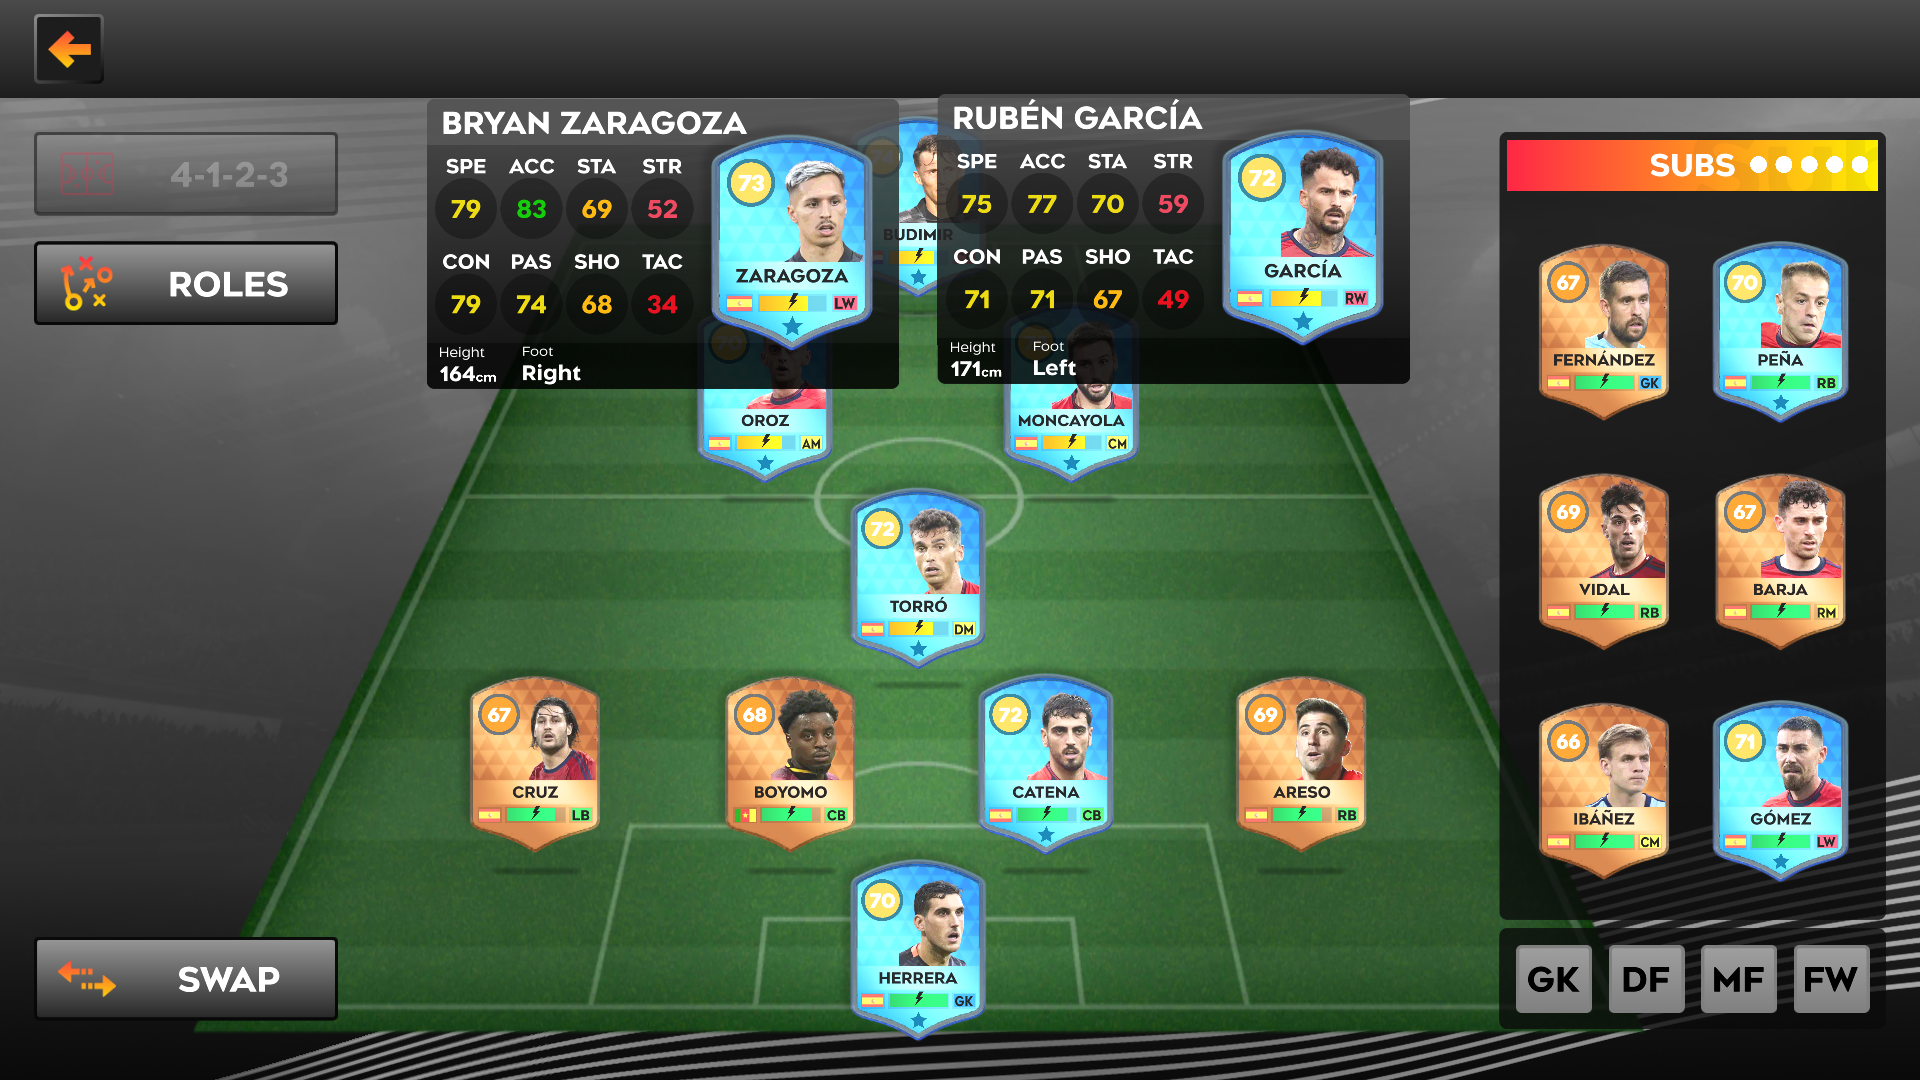 4-1-2-3
ROLES
SWAP
BRYAN ZARAGOZA
SPE ACC STA STR
79 83 69 52
CON PAS SHO TAC
79 74 68 34
Height Foot
164cm Right
73
ZARAGOZA
LW
BUDIMIR
RUBÉN GARCÍA
SPE ACC STA STR
75 77 70 59
CON PAS SHO TAC
71 71 67 49
Height Foot
171cm Left
72
GARCÍA
RW
OROZ
AM
MONCAYOLA
CM
72
TORRÓ
DM
67
CRUZ
LB
68
BOYOMO
CB
72
CATENA
CB
69
ARESO
RB
70
HERRERA
GK
SUBS
67
FERNÁNDEZ
GK
70
PEÑA
RB
69
VIDAL
RB
67
BARJA
RM
66
IBÁÑEZ
CM
71
GÓMEZ
LW
GK DF MF FW